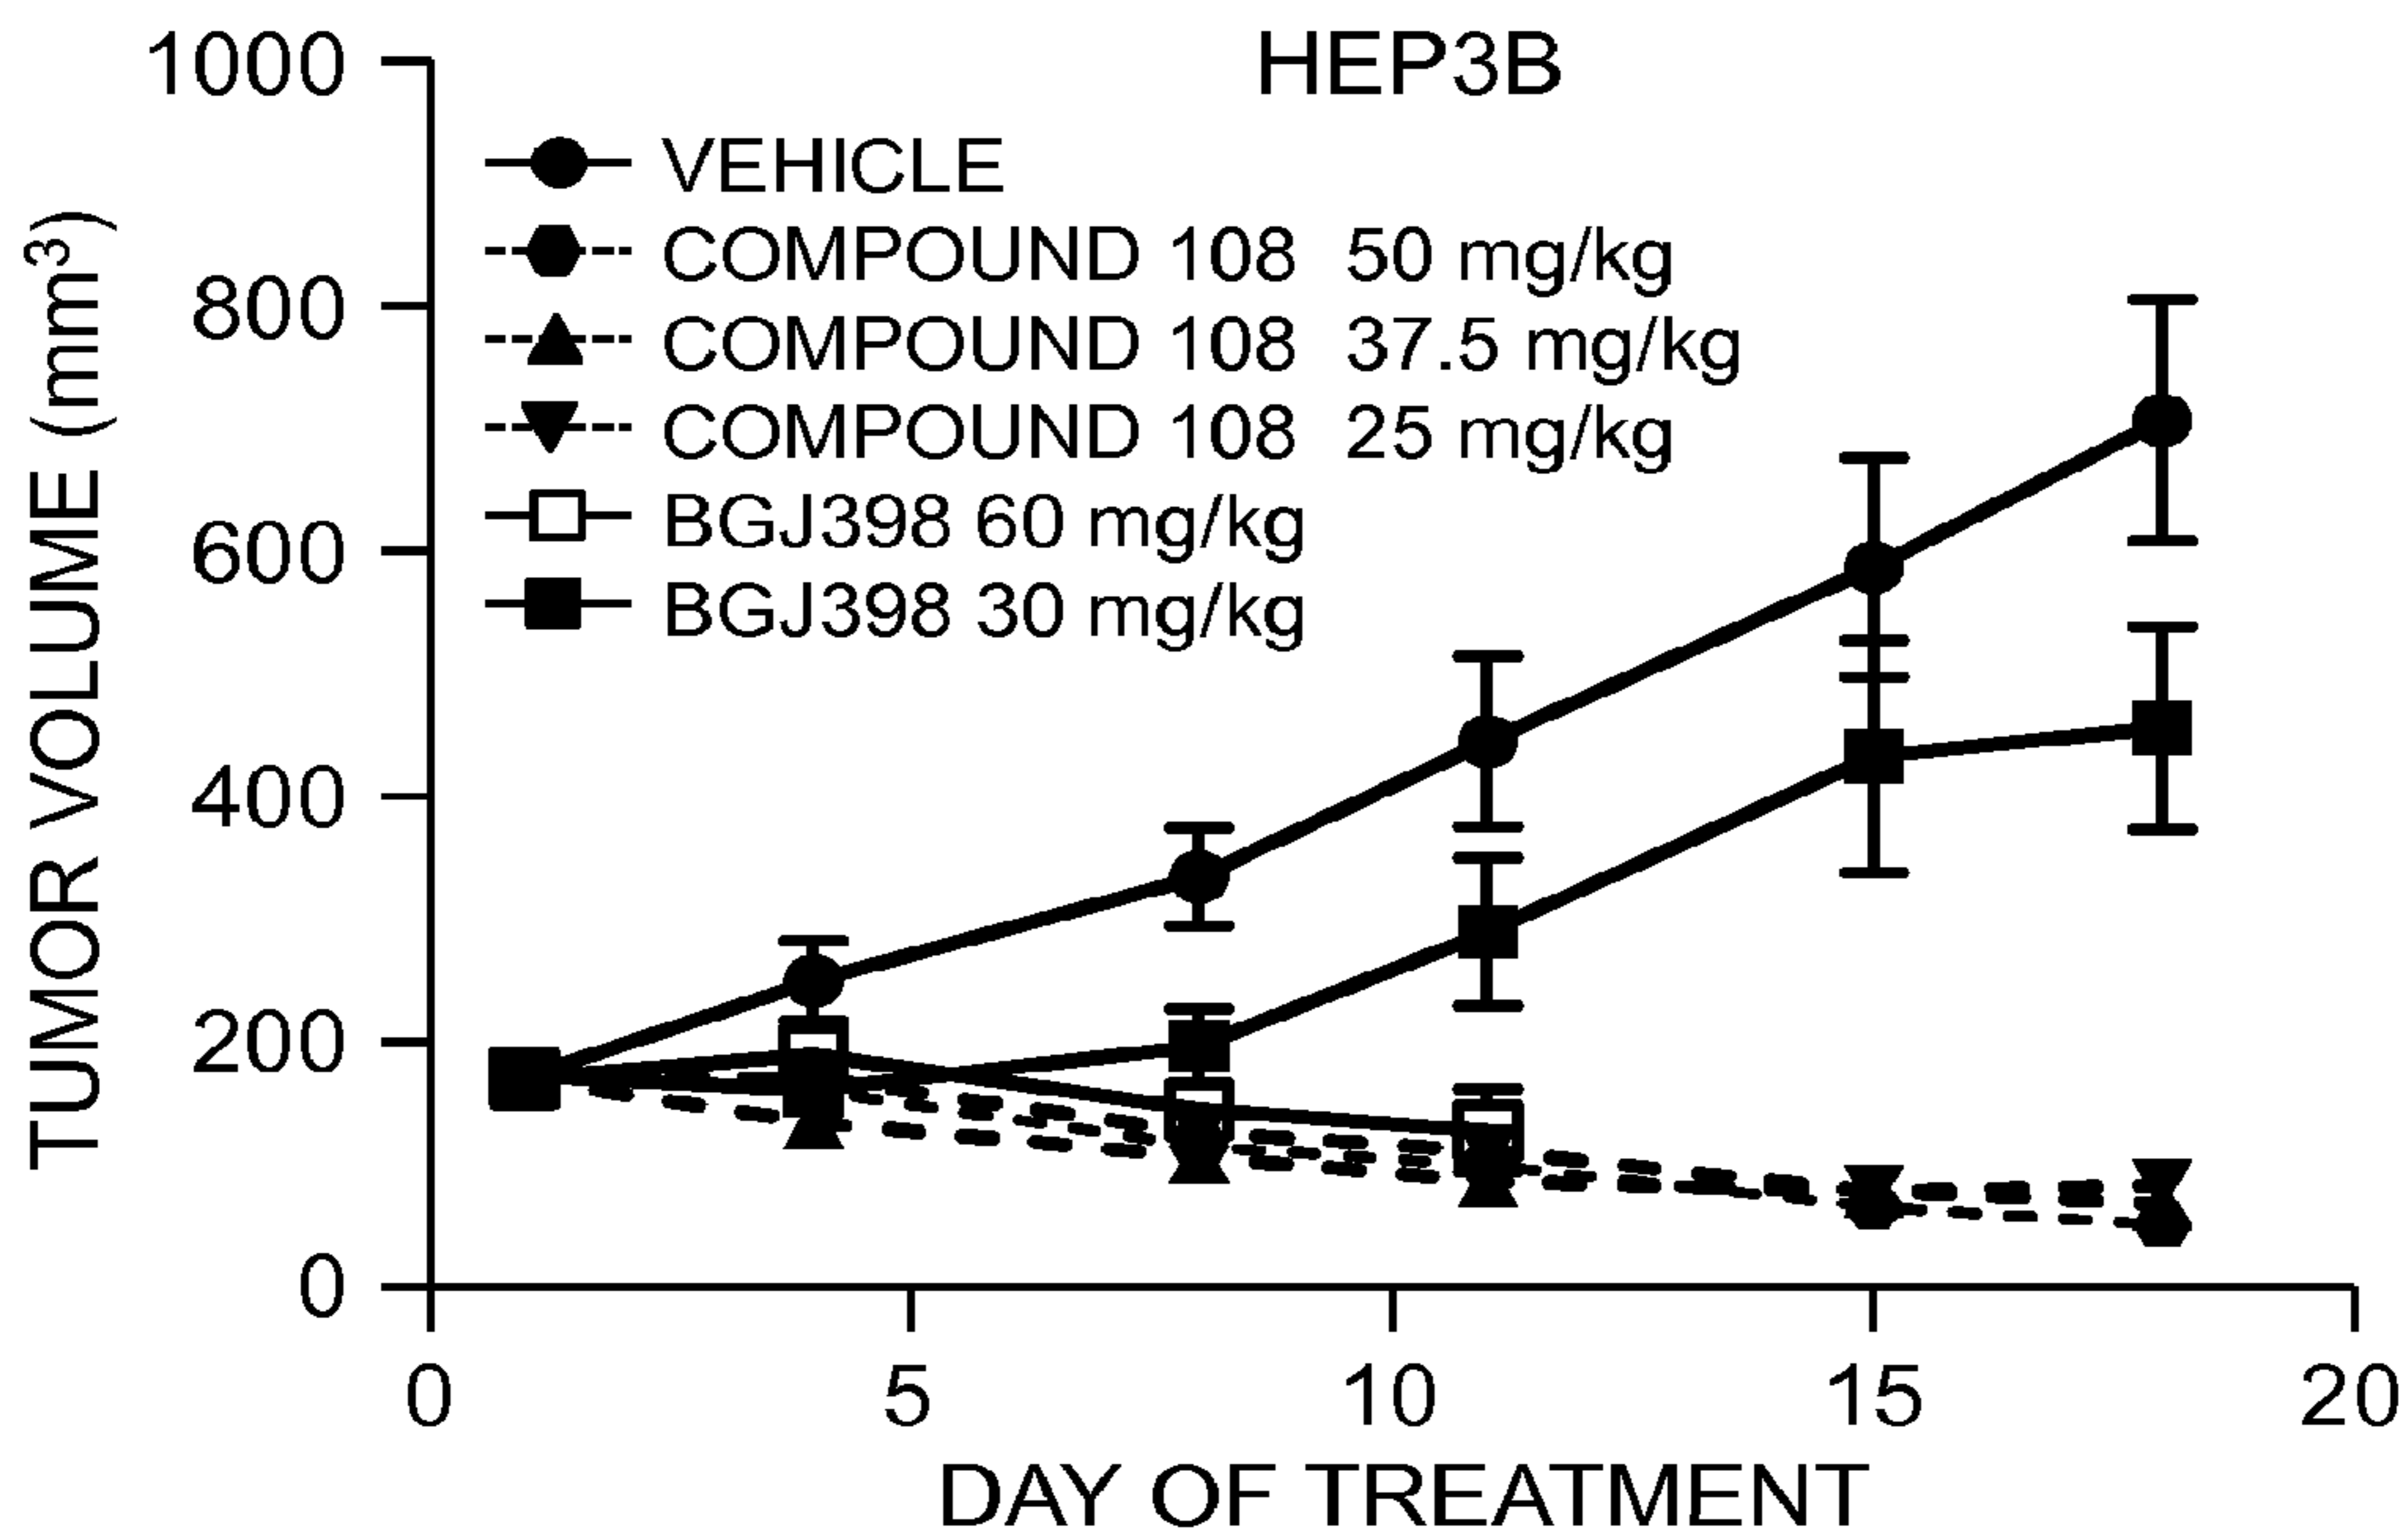 HEP3B
1000
800
600
400
200
0
TUMOR VOLUME (mm³)
VEHICLE
COMPOUND 108 50 mg/kg
COMPOUND 108 37.5 mg/kg
COMPOUND 108 25 mg/kg
BGJ398 60 mg/kg
BGJ398 30 mg/kg
0 5 10 15 20
DAY OF TREATMENT